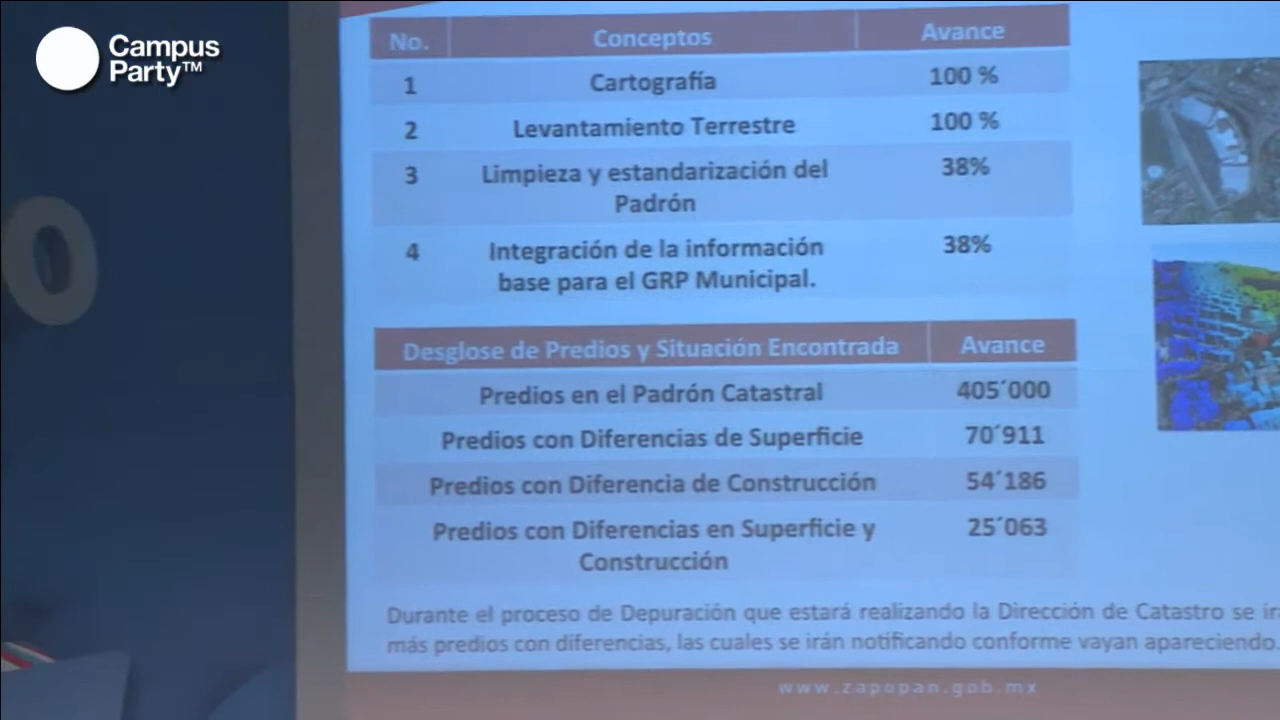 Campus
Party™
No. Conceptos Avance
1 Cartografía 100 %
2 Levantamiento Terrestre 100 %
3 Limpieza y estandarización del 38%
Padrón
4 Integración de la información 38%
base para el GRP Municipal.
Desglose de Predios y Situación Encontrada Avance
Predios en el Padrón Catastral 405´000
Predios con Diferencias de Superficie 70´911
Predios con Diferencia de Construcción 54´186
Predios con Diferencias en Superficie y 25´063
Construcción
Durante el proceso de Depuración que estará realizando la Dirección de Catastro se
más predios con diferencias, las cuales se irán notificando conforme vayan apareciendo.
www.zapopan.gob.mx
O